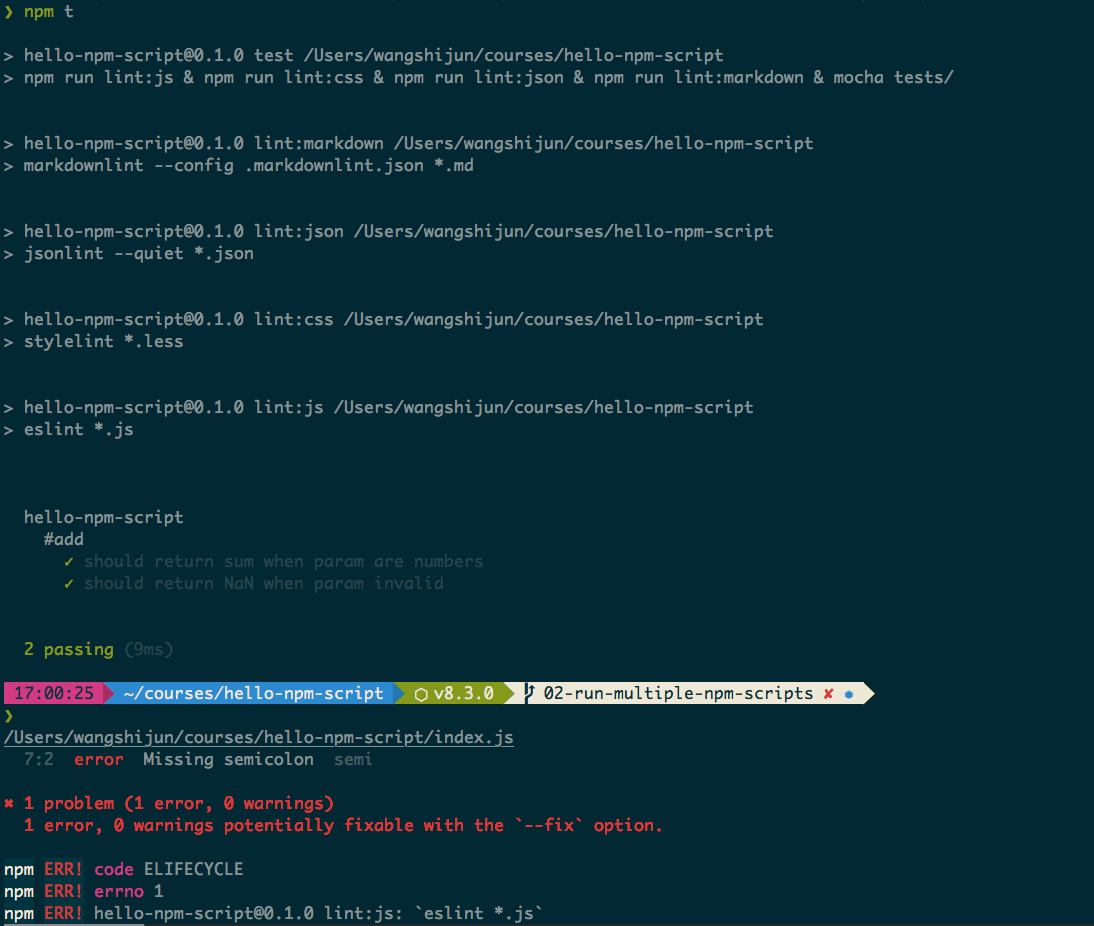 ❯ npm t
> hello-npm-script@0.1.0 test /Users/wangshijun/courses/hello-npm-script
> npm run lint:js & npm run lint:css & npm run lint:json & npm run lint:markdown & mocha tests/
> hello-npm-script@0.1.0 lint:markdown /Users/wangshijun/courses/hello-npm-script
> markdownlint --config .markdownlint.json *.md
> hello-npm-script@0.1.0 lint:json /Users/wangshijun/courses/hello-npm-script
> jsonlint --quiet *.json
> hello-npm-script@0.1.0 lint:css /Users/wangshijun/courses/hello-npm-script
> stylelint *.less
> hello-npm-script@0.1.0 lint:js /Users/wangshijun/courses/hello-npm-script
> eslint *.js
hello-npm-script
#add
✓ should return sum when param are numbers
✓ should return NaN when param invalid
2 passing (9ms)
17:00:25 ~/courses/hello-npm-script ⬡ v8.3.0 02-run-multiple-npm-scripts ✘
❯
/Users/wangshijun/courses/hello-npm-script/index.js
7:2 error Missing semicolon semi
✖ 1 problem (1 error, 0 warnings)
1 error, 0 warnings potentially fixable with the `--fix` option.
npm ERR! code ELIFECYCLE
npm ERR! errno 1
npm ERR! hello-npm-script@0.1.0 lint:js: `eslint *.js`